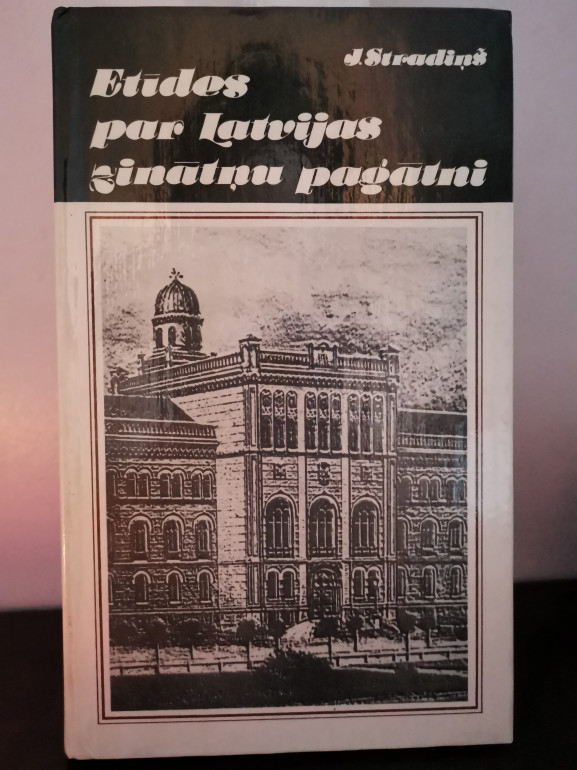 J. Stradiņš
Etīdes
par Latvijas
zinātņu pagātni